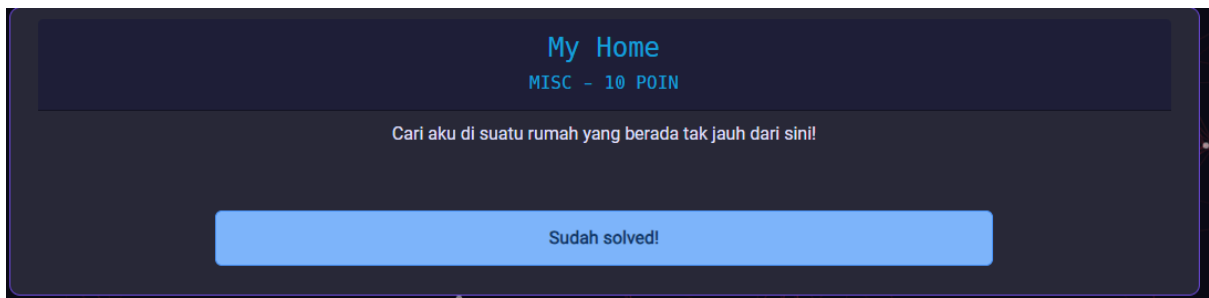 My Home
MISC - 10 POIN
Cari aku di suatu rumah yang berada tak jauh dari sini!
Sudah solved!